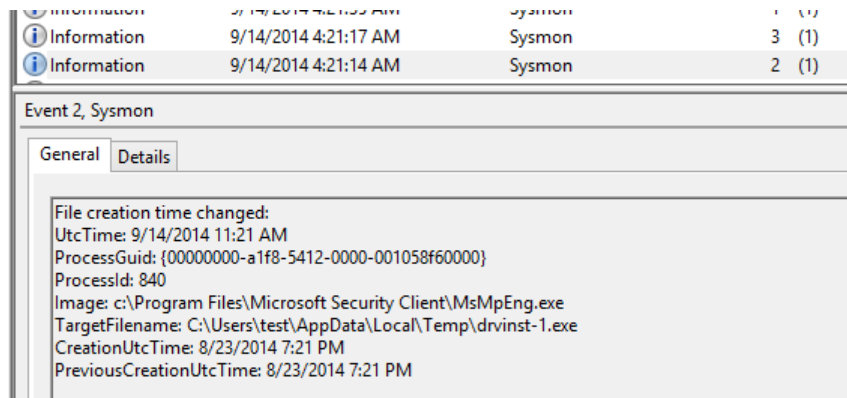 Information 9/14/2014 4:21:17 AM Sysmon 3 (1)
Information 9/14/2014 4:21:14 AM Sysmon 2 (1)
Event 2, Sysmon
General Details
File creation time changed:
UtcTime: 9/14/2014 11:21 AM
ProcessGuid: {00000000-a1f8-5412-0000-001058f60000}
ProcessId: 840
Image: c:\Program Files\Microsoft Security Client\MsMpEng.exe
TargetFilename: C:\Users\test\AppData\Local\Temp\drvinst-1.exe
CreationUtcTime: 8/23/2014 7:21 PM
PreviousCreationUtcTime: 8/23/2014 7:21 PM